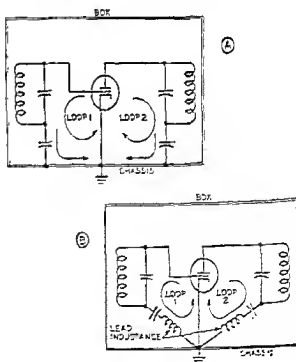 BOX
A
LOOP 1
LOOP 2
CHASSIS
BOX
B
LOOP
1
LOOP
2
LEAD
INDUCTANCE
CHASSIS